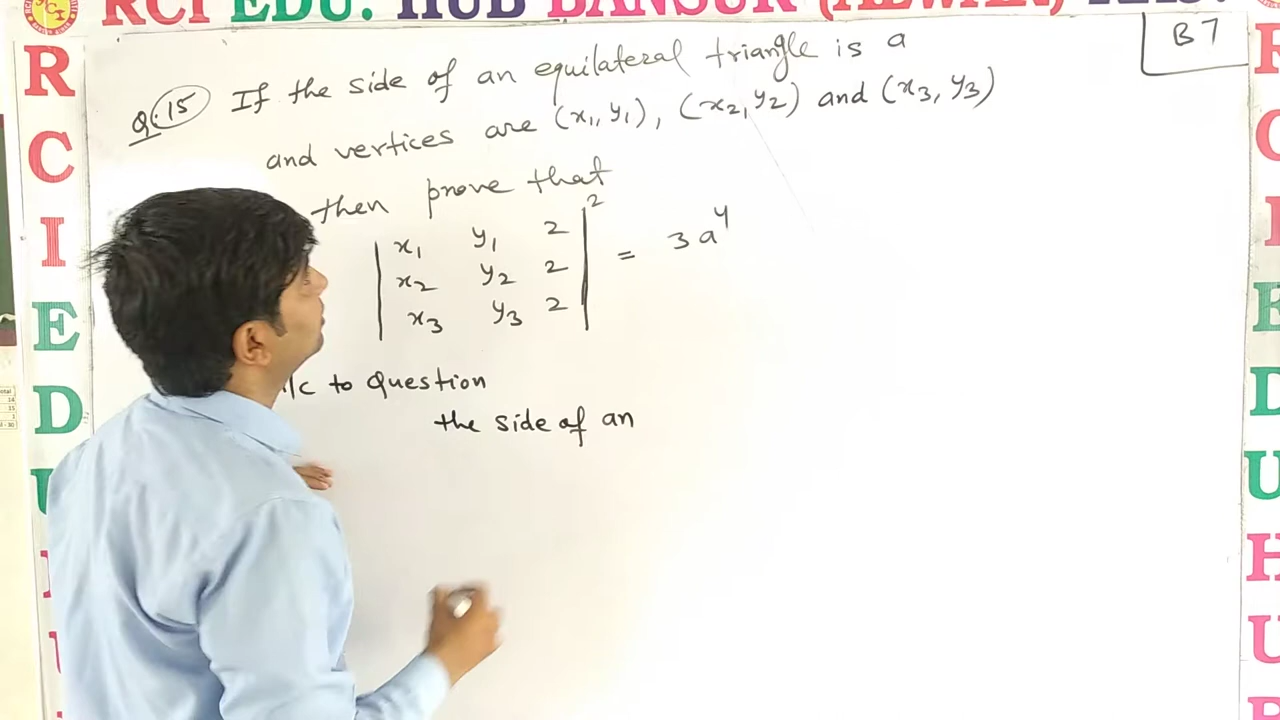 RCI EDU. HUB BANSUR (ALWAR) RAJ.
B7
Q.15 If the side of an equilateral triangle is a
and vertices are (x1, y1), (x2, y2) and (x3, y3)
then prove that
| x1 y1 2 |²
| x2 y2 2 | = 3a⁴
| x3 y3 2 |
A/c to Question
the side of an
R
C
I
E
D
U
H
U